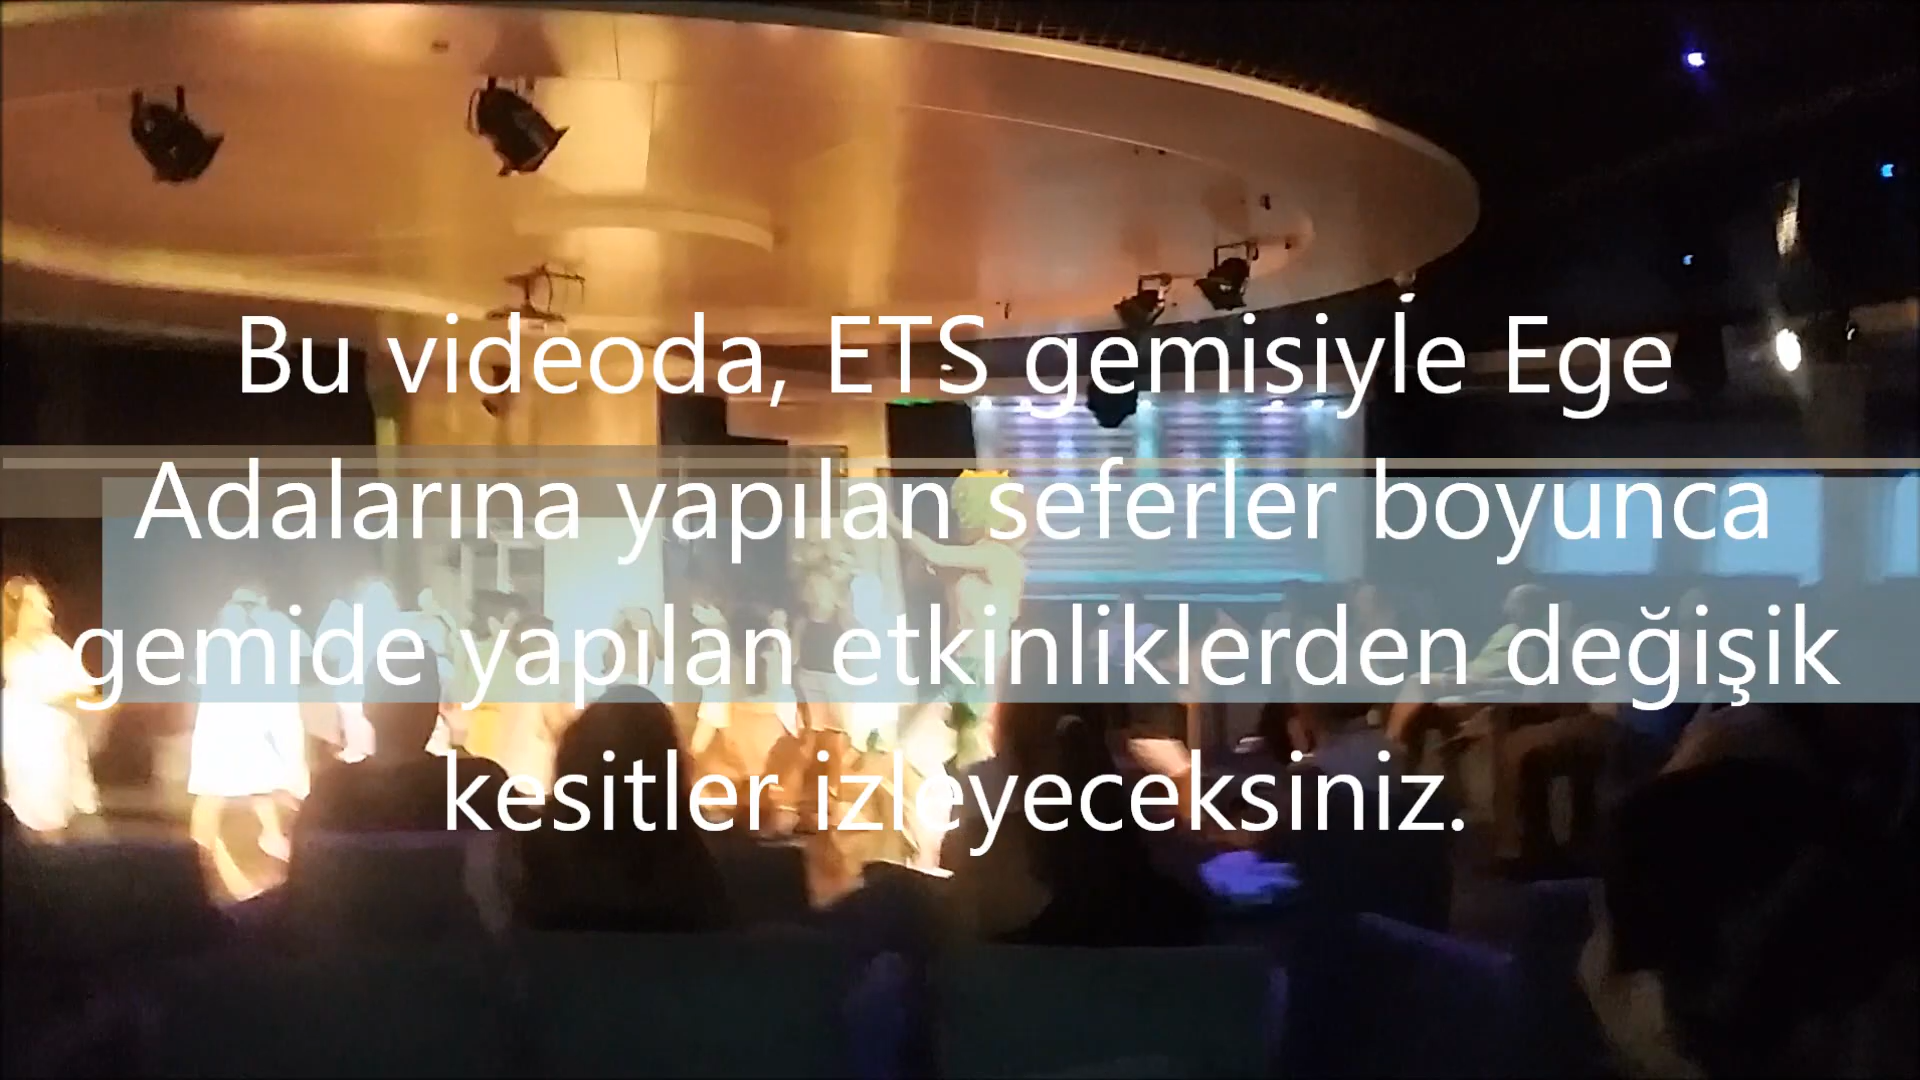 Bu videoda, ETS gemisiyle Ege
Adalarına yapılan seferler boyunca
gemide yapılan etkinliklerden değişik
kesitler izleyeceksiniz.